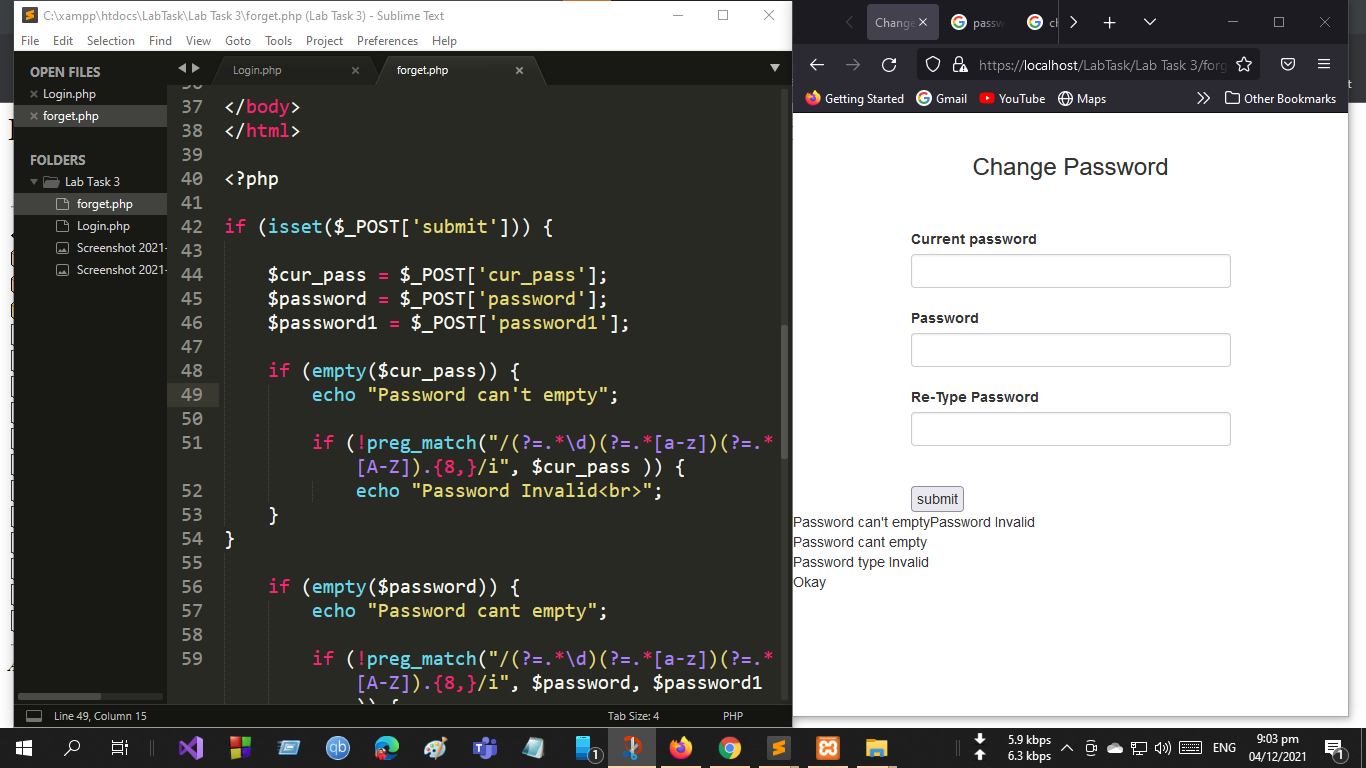 C:\xampp\htdocs\LabTask\Lab Task 3\forget.php (Lab Task 3) - Sublime Text
File Edit Selection Find View Goto Tools Project Preferences Help
OPEN FILES
Login.php
forget.php
FOLDERS
Lab Task 3
forget.php
Login.php
Screenshot 2021-
Screenshot 2021-
Login.php forget.php
36
37 </body>
38 </html>
39
40 <?php
41
42 if (isset($_POST['submit'])) {
43
44 $cur_pass = $_POST['cur_pass'];
45 $password = $_POST['password'];
46 $password1 = $_POST['password1'];
47
48 if (empty($cur_pass)) {
49 echo "Password can't empty";
50
51 if (!preg_match("/(?=.*\d)(?=.*[a-z])(?=.*
[A-Z]).{8,}/i", $cur_pass )) {
52 echo "Password Invalid<br>";
53 }
54 }
55
56 if (empty($password)) {
57 echo "Password cant empty";
58
59 if (!preg_match("/(?=.*\d)(?=.*[a-z])(?=.*
[A-Z]).{8,}/i", $password, $password1
)) {
Line 49, Column 15 Tab Size: 4 PHP
Change passw ch
https://localhost/LabTask/Lab Task 3/forg
Getting Started Gmail YouTube Maps Other Bookmarks
Change Password
Current password
Password
Re-Type Password
submit
Password can't emptyPassword Invalid
Password cant empty
Password type Invalid
Okay
5.9 kbps
6.3 kbps
ENG
9:03 pm
04/12/2021
1
1